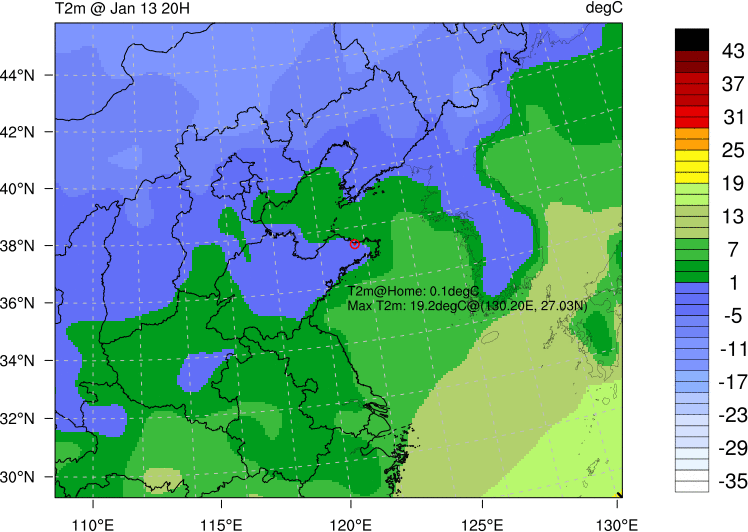 T2m @ Jan 13 20H degC
44°N
42°N
40°N
38°N
36°N
34°N
32°N
30°N
T2m@Home: 0.1degC
Max T2m: 19.2degC@(130.20E, 27.03N)
110°E 115°E 120°E 125°E 130°E
43
37
31
25
19
13
7
1
-5
-11
-17
-23
-29
-35